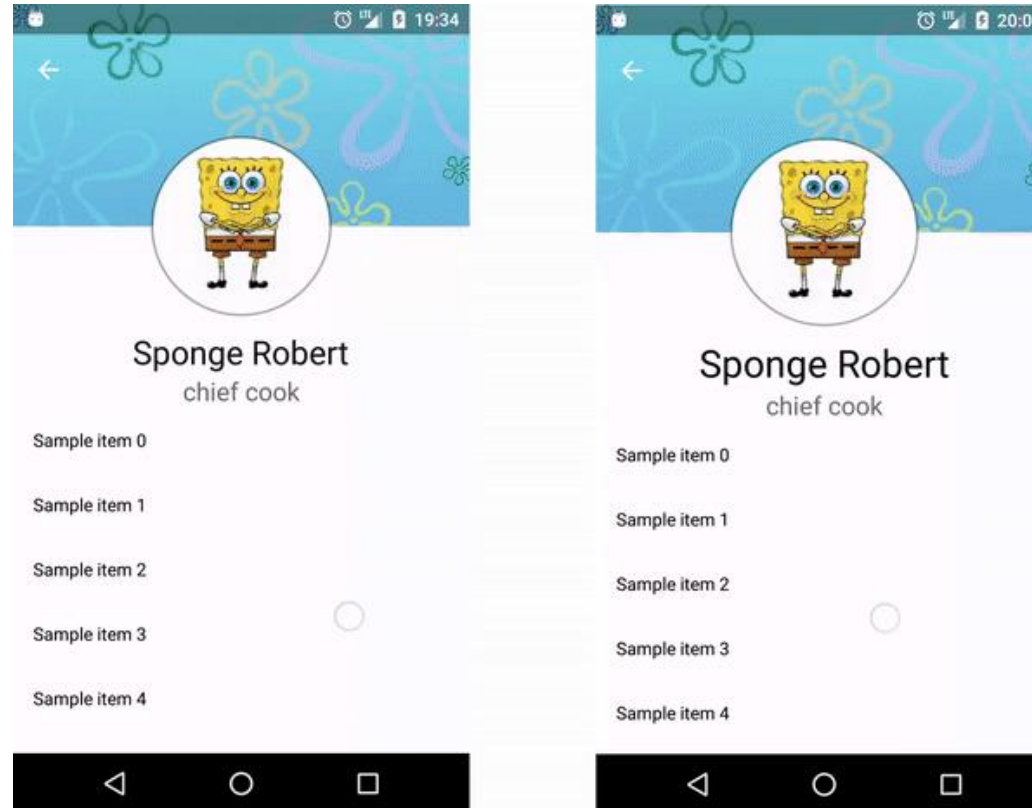 LTE 19:34
Sponge Robert
chief cook
Sample item 0
Sample item 1
Sample item 2
Sample item 3
Sample item 4
LTE
Sponge Robert
chief cook
Sample item 0
Sample item 1
Sample item 2
Sample item 3
Sample item 4